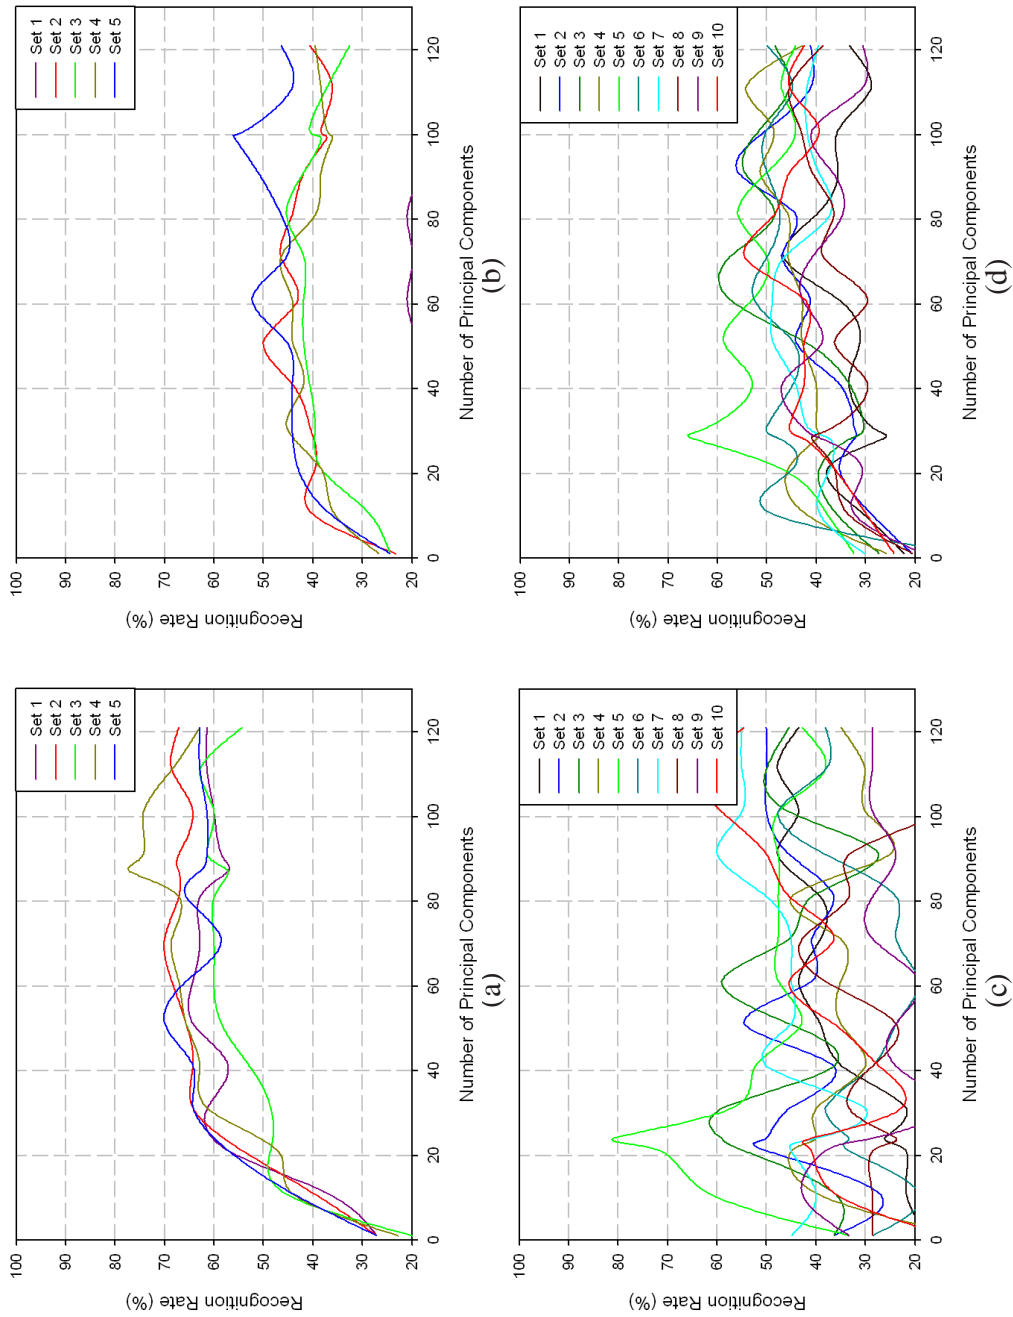 Recognition Rate (%)
100
90
80
70
60
50
40
30
20
Set 1
Set 2
Set 3
Set 4
Set 5
0 20 40 60 80 100 120
Number of Principal Components
(a)
Recognition Rate (%)
100
90
80
70
60
50
40
30
20
Set 1
Set 2
Set 3
Set 4
Set 5
0 20 40 60 80 100 120
Number of Principal Components
(b)
Recognition Rate (%)
100
90
80
70
60
50
40
30
20
Set 1
Set 2
Set 3
Set 4
Set 5
Set 6
Set 7
Set 8
Set 9
Set 10
0 20 40 60 80 100 120
Number of Principal Components
(c)
Recognition Rate (%)
100
90
80
70
60
50
40
30
20
Set 1
Set 2
Set 3
Set 4
Set 5
Set 6
Set 7
Set 8
Set 9
Set 10
0 20 40 60 80 100 120
Number of Principal Components
(d)